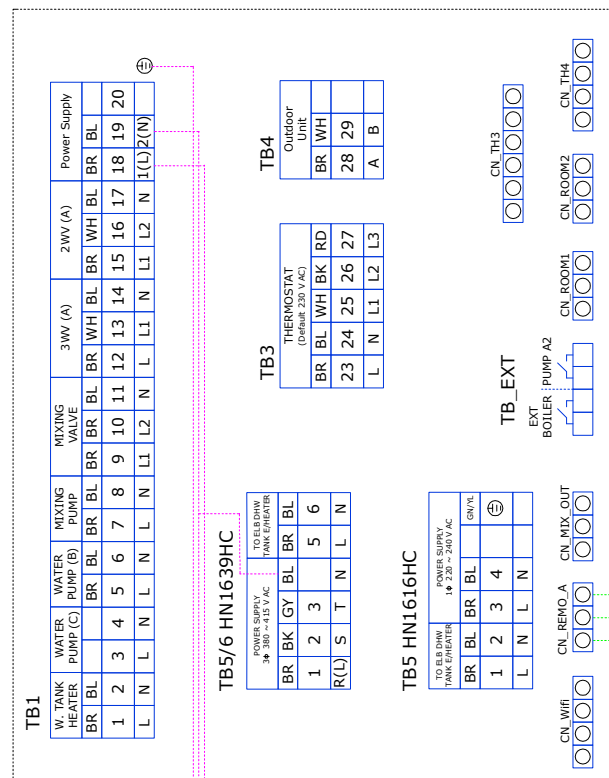 TB1
W. TANK HEATER WATER PUMP (C) WATER PUMP (B) MIXING PUMP MIXING VALVE 3WV (A) 2WV (A) Power Supply
BR BL BR BL BR BL BR BR BL BR WH BL BR WH BL BR BL
1 2 3 4 5 6 7 8 9 10 11 12 13 14 15 16 17 18 19 20
L N L N L N L N L1 L2 N L L1 N L1 L2 N 1(L) 2(N)
TB5/6 HN1639HC
POWER SUPPLY
3Φ 380 ~ 415 V AC
TO ELB DHW
TANK E/HEATER
BR BK GY BL BR BL
1 2 3 5 6
R(L) S T N L N
TB3
THERMOSTAT
(Default 230 V AC)
BR BL WH BK RD
23 24 25 26 27
L N L1 L2 L3
TB4
Outdoor
Unit
BR WH
28 29
A B
TB5 HN1616HC
TO ELB DHW
TANK E/HEATER
POWER SUPPLY
1Φ 220 ~ 240 V AC
BR BL BR BL GN/YL
1 2 3 4
L N L N
TB_EXT
EXT
BOILER
PUMP A2
CN_TH3
CN_Wifi
CN_REMO_A
CN_MIX_OUT
CN_ROOM1
CN_ROOM2
CN_TH4